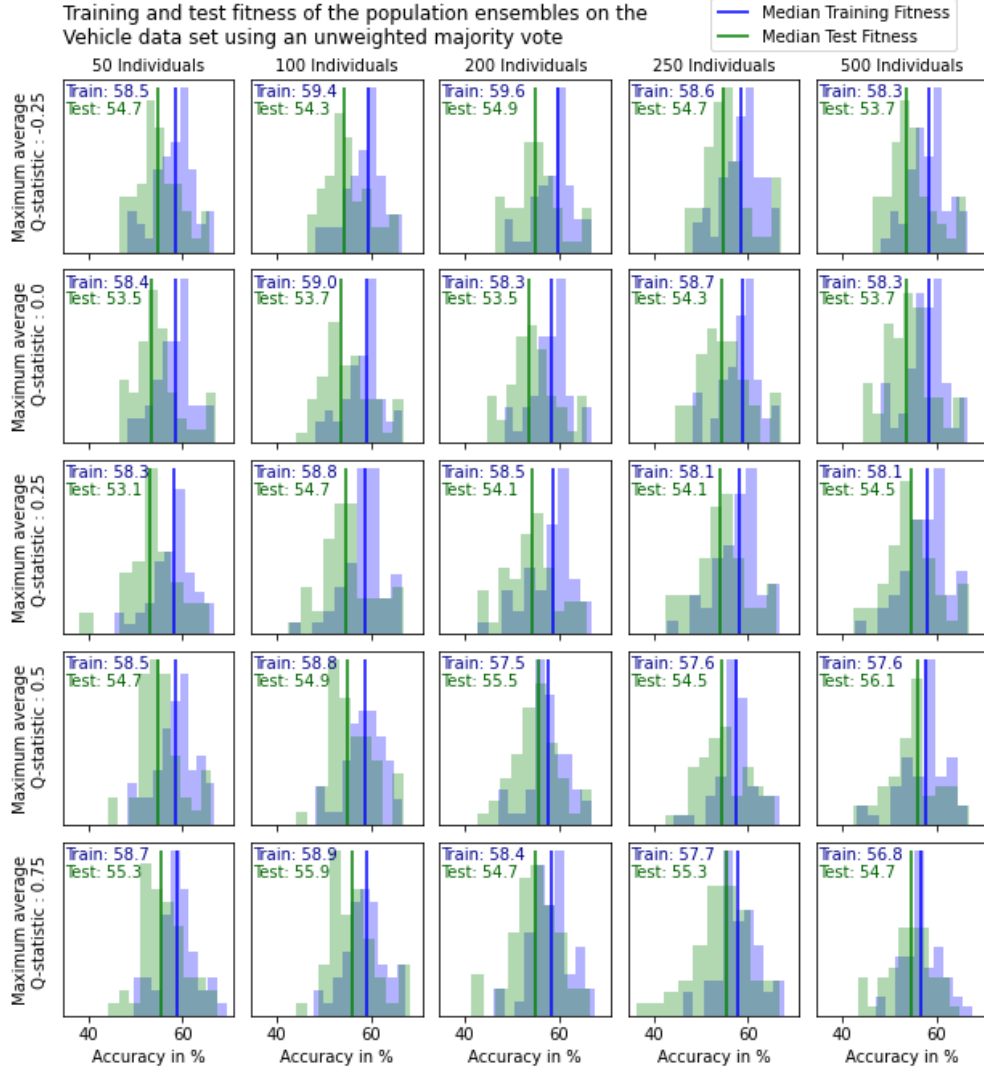 Training and test fitness of the population ensembles on the
Vehicle data set using an unweighted majority vote
Median Training Fitness
Median Test Fitness
50 Individuals
100 Individuals
200 Individuals
250 Individuals
500 Individuals
Maximum average
Q-statistic : -0.25
Train: 58.5
Test: 54.7
Train: 59.4
Test: 54.3
Train: 59.6
Test: 54.9
Train: 58.6
Test: 54.7
Train: 58.3
Test: 53.7
Maximum average
Q-statistic : 0.0
Train: 58.4
Test: 53.5
Train: 59.0
Test: 53.7
Train: 58.3
Test: 53.5
Train: 58.7
Test: 54.3
Train: 58.3
Test: 53.7
Maximum average
Q-statistic : 0.25
Train: 58.3
Test: 53.1
Train: 58.8
Test: 54.7
Train: 58.5
Test: 54.1
Train: 58.1
Test: 54.1
Train: 58.1
Test: 54.5
Maximum average
Q-statistic : 0.5
Train: 58.5
Test: 54.7
Train: 58.8
Test: 54.9
Train: 57.5
Test: 55.5
Train: 57.6
Test: 54.5
Train: 57.6
Test: 56.1
Maximum average
Q-statistic : 0.75
Train: 58.7
Test: 55.3
Train: 58.9
Test: 55.9
Train: 58.4
Test: 54.7
Train: 57.7
Test: 55.3
Train: 56.8
Test: 54.7
40 60
40 60
40 60
40 60
40 60
Accuracy in %
Accuracy in %
Accuracy in %
Accuracy in %
Accuracy in %